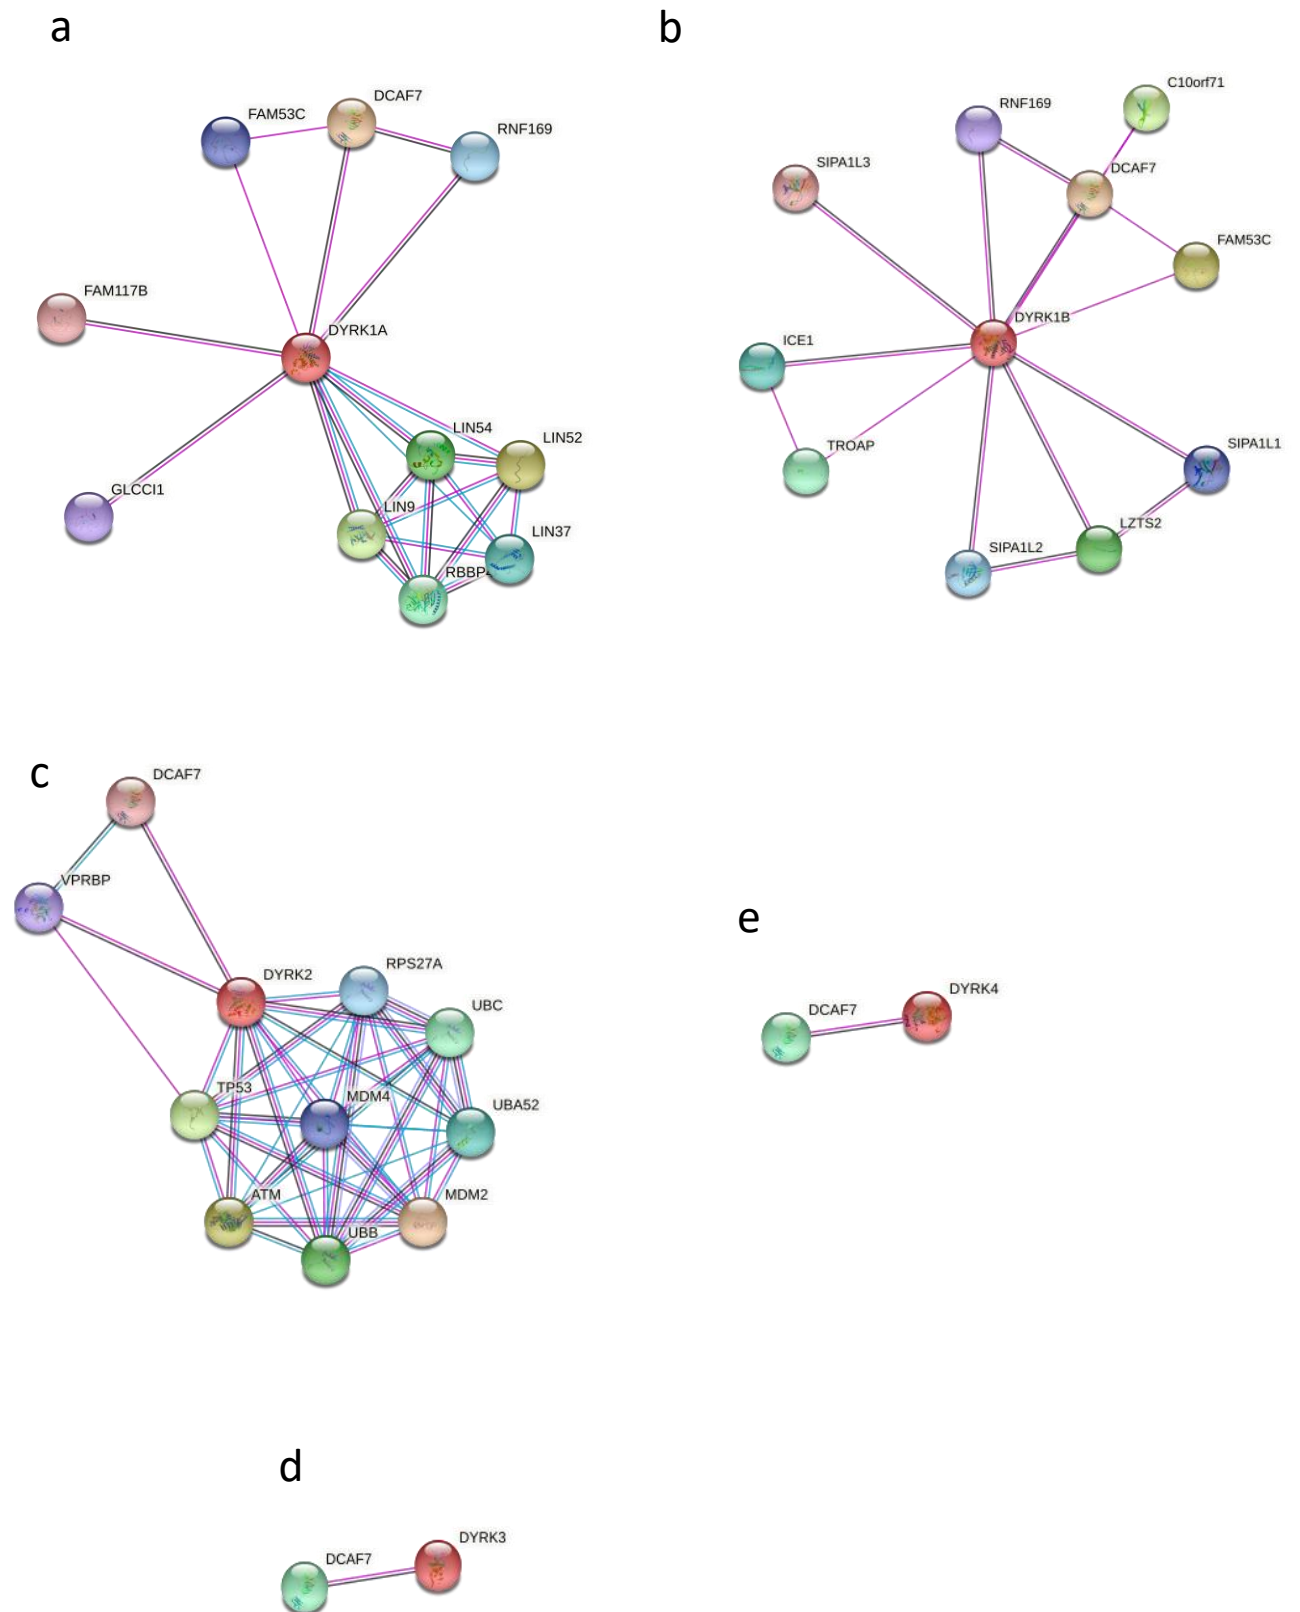 a
FAM53C
DCAF7
RNF169
FAM117B
DYRK1A
GLCCI1
LIN54
LIN52
LIN9
LIN37
RBBP4
b
C10orf71
RNF169
DCAF7
SIPA1L3
FAM53C
DYRK1B
ICE1
TROAP
SIPA1L1
LZTS2
SIPA1L2
c
DCAF7
VPRBP
DYRK2
RPS27A
UBC
TP53
MDM4
UBA52
ATM
MDM2
UBB
e
DYRK4
DCAF7
d
DYRK3
DCAF7